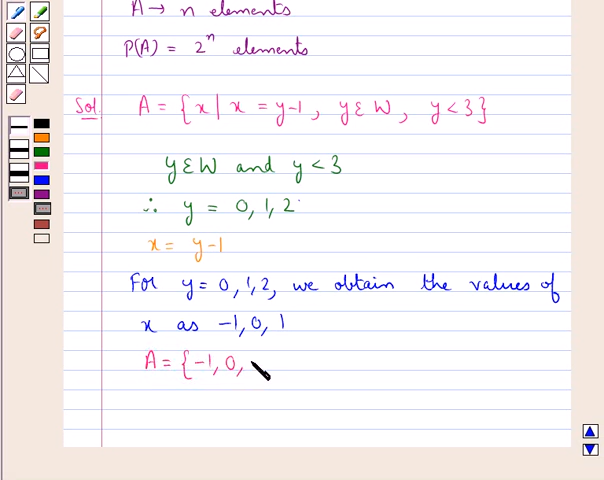 A → n elements
P(A) = 2ⁿ elements
Sol. A = { x | x = y-1, y ∈ W, y < 3 }
y ∈ W and y < 3
∴ y = 0, 1, 2
x = y-1
For y = 0, 1, 2, we obtain the values of
x as -1, 0, 1
A = { -1, 0,